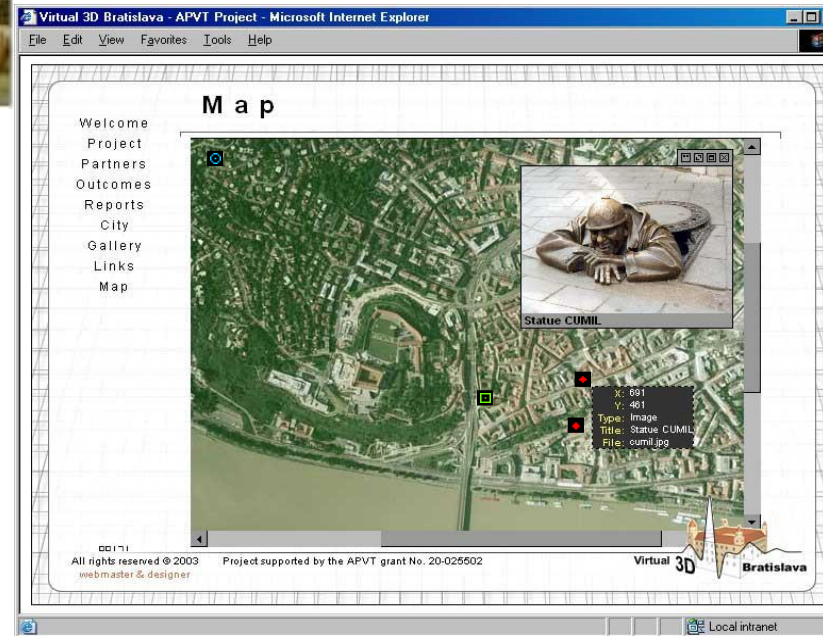 Virtual 3D Bratislava - APVT Project - Microsoft Internet Explorer
File Edit View Favorites Tools Help
Map
Welcome
Project
Partners
Outcomes
Reports
City
Gallery
Links
Map
Statue CUMIL
X: 691
Y: 461
Type: Image
Title: Statue CUMIL
File: cumil.jpg
All rights reserved © 2003 Project supported by the APVT grant No. 20-025502
webmaster & designer
Virtual 3D Bratislava
Local intranet